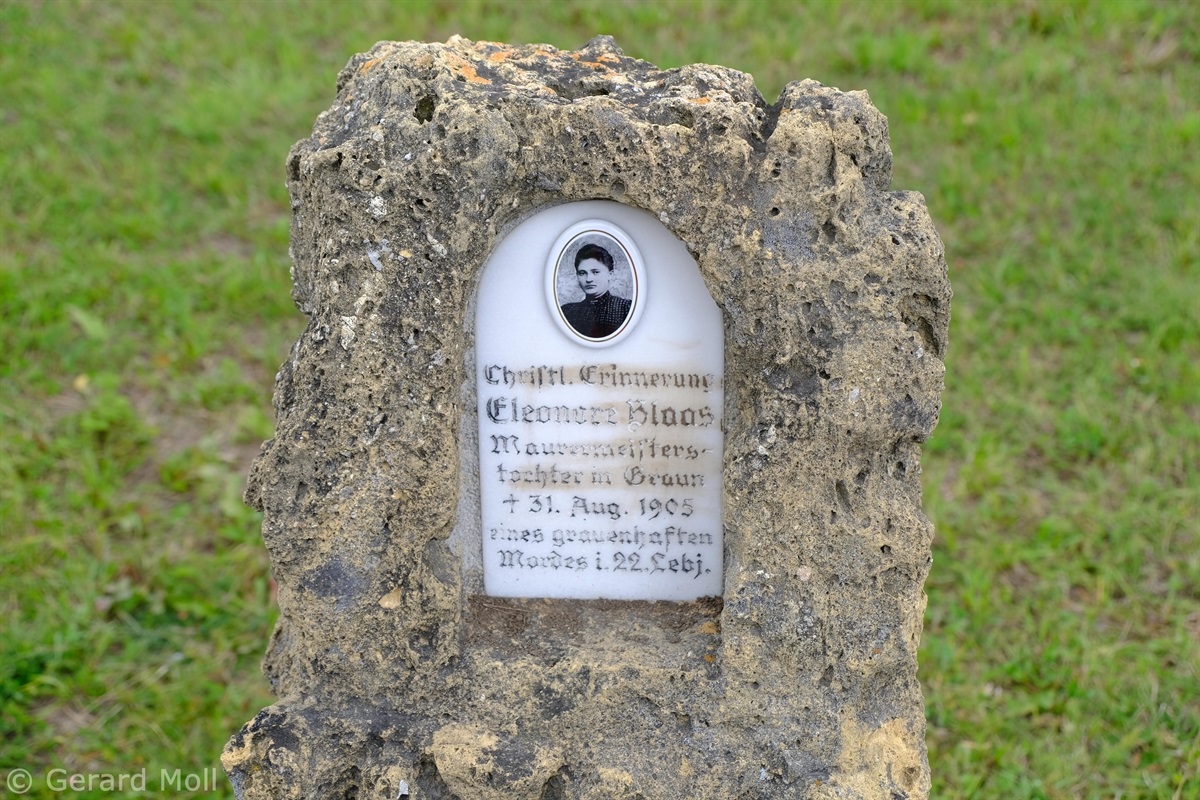 Christl. Erinnerung
Eleonore Blaas
Maurermeisters-
tochter in Graun
✝ 31. Aug. 1905
eines grauenhaften
Mordes i. 22. Lebj.
© Gerard Moll